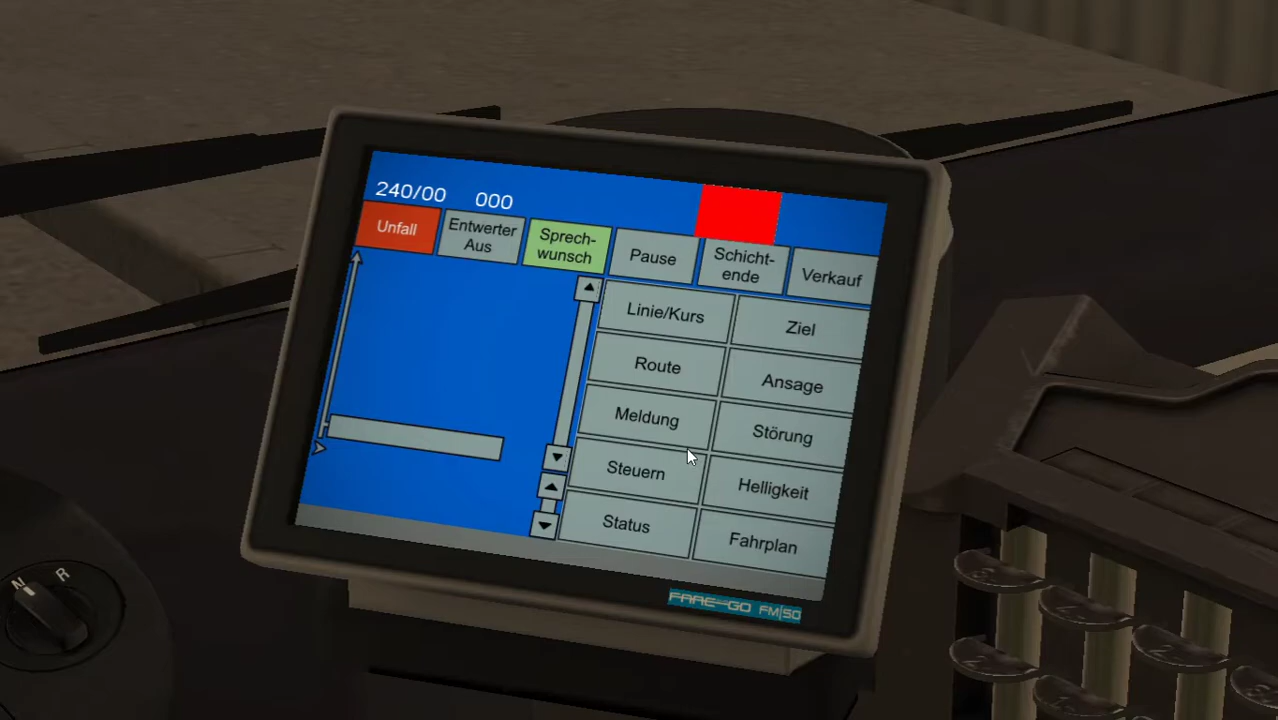 240/00 000
Unfall
Entwerter
Aus
Sprech-
wunsch
Pause
Schicht-
ende
Verkauf
Linie/Kurs
Ziel
Route
Ansage
Meldung
Störung
Steuern
Helligkeit
Status
Fahrplan
FARE-GO FM|50
N R